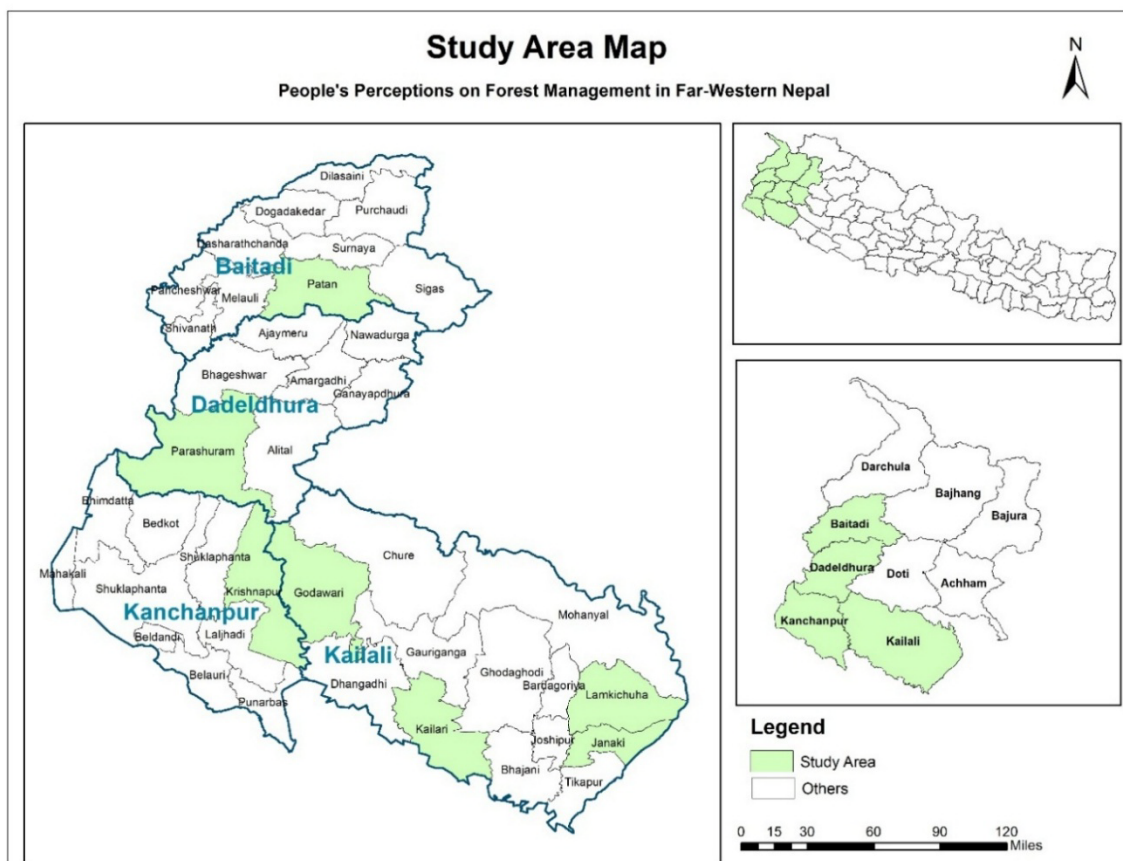 Study Area Map
People's Perceptions on Forest Management in Far-Western Nepal
N
Dilasaini
Dogadakedar
Purchaudi
Dasharathchanda
Surnaya
Baitadi
Patan
Sigas
Pancheshwar
Melauli
Shivanath
Ajaymeru
Nawadurga
Bhageshwar
Amargadhi
Ganayapdhura
Dadeldhura
Parashuram
Alital
Bhimdatta
Bedkot
Shuklaphanta
Chure
Mahakali
Shuklaphanta
Krishnapu
Godawari
Kanchanpur
Mohanyal
Beldandi
Laljhadi
Kailali
Gauriganga
Ghodaghodi
Belauri
Dhangadhi
Bardagoriya
Lamkichuha
Punarbas
Kailari
Joshipur
Janaki
Bhajani
Tikapur
Darchula
Bajhang
Bajura
Baitadi
Dadeldhura
Doti
Achham
Kanchanpur
Kailali
Legend
Study Area
Others
0 15 30 60 90 120
Miles